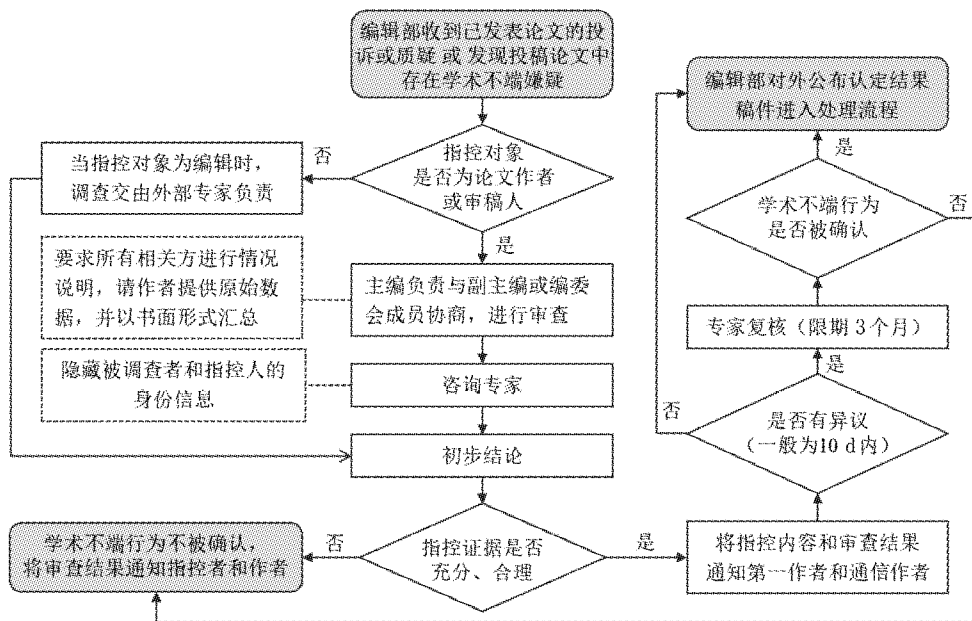 编辑部收到已发表论文的投
诉或质疑 或 发现投稿论文中
存在学术不端嫌疑
指控对象
是否为论文作者
或审稿人
否
当指控对象为编辑时,
调查交由外部专家负责
是
要求所有相关方进行情况
说明, 请作者提供原始数
据, 并以书面形式汇总
主编负责与副主编或编委
会成员协商, 进行审查
隐藏被调查者和指控人的
身份信息
咨询专家
初步结论
指控证据是否
充分、合理
否
学术不端行为不被确认,
将审查结果通知指控者和作者
是
将指控内容和审查结果
通知第一作者和通信作者
是否有异议
(一般为10 d内)
否
是
专家复核 (限期 3 个月)
学术不端行为
是否被确认
否
是
编辑部对外公布认定结果
稿件进入处理流程